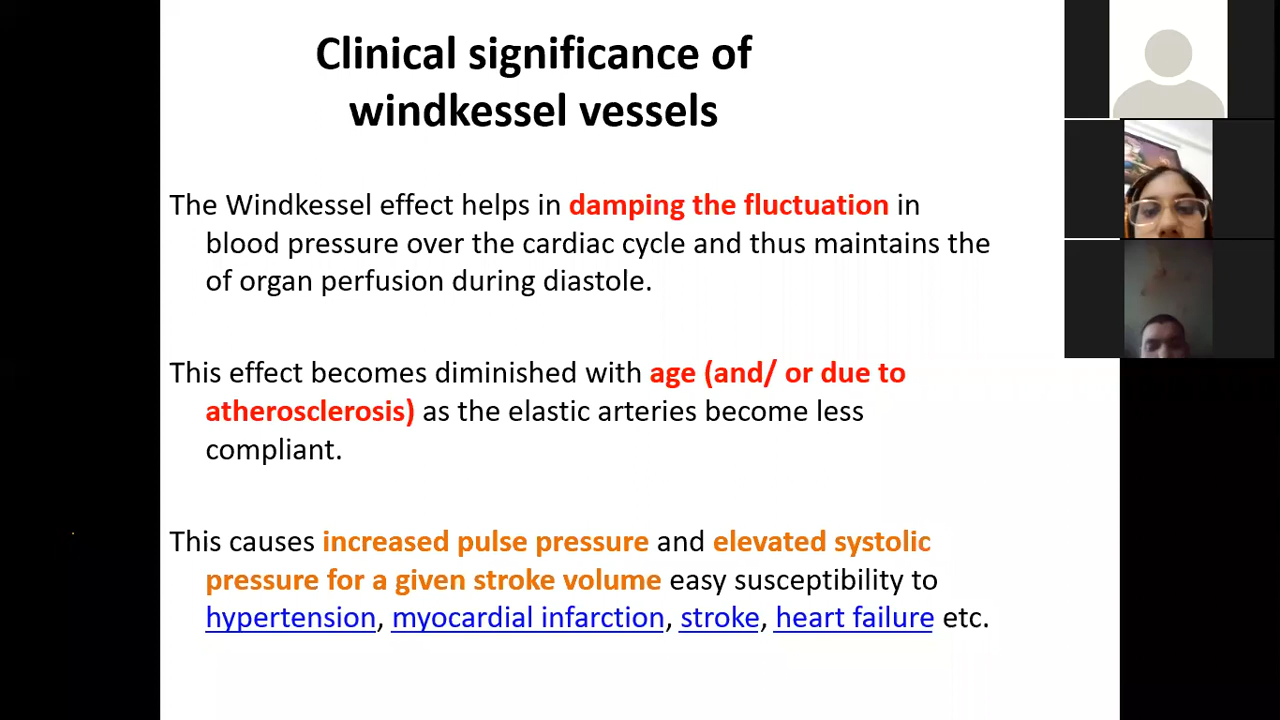 Clinical significance of
windkessel vessels
The Windkessel effect helps in damping the fluctuation in
blood pressure over the cardiac cycle and thus maintains the
of organ perfusion during diastole.
This effect becomes diminished with age (and/ or due to
atherosclerosis) as the elastic arteries become less
compliant.
This causes increased pulse pressure and elevated systolic
pressure for a given stroke volume easy susceptibility to
hypertension, myocardial infarction, stroke, heart failure etc.